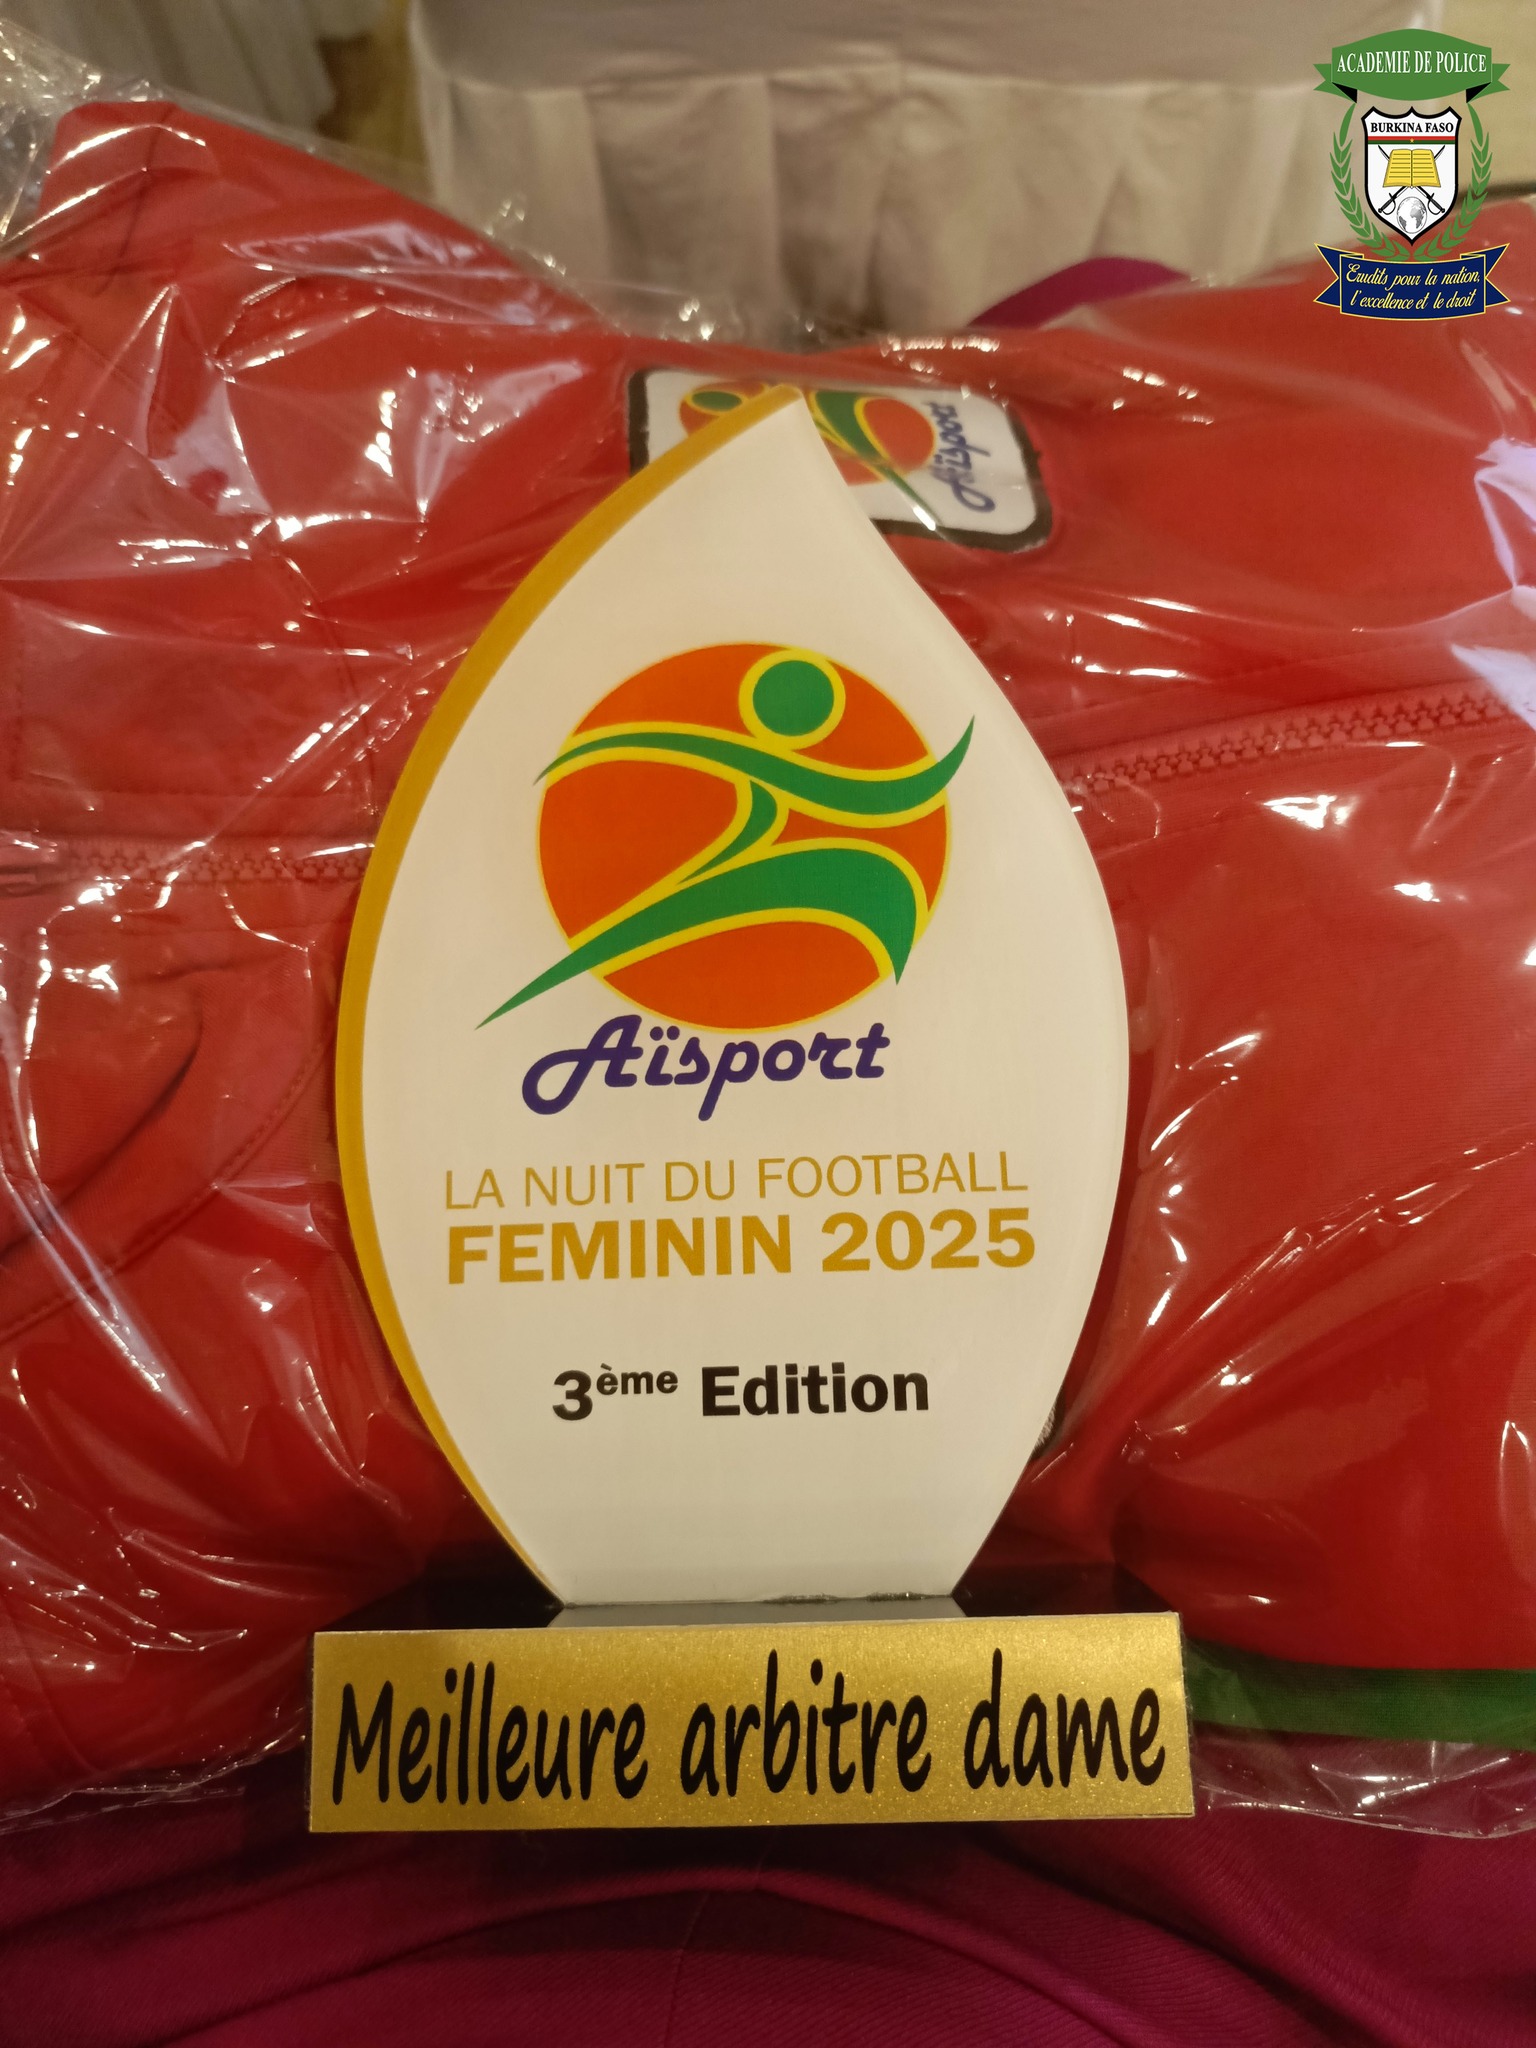 ACADEMIE DE POLICE
BURKINA FASO
Erudits pour la nation,
l'excellence et le droit
Aïsport
Aïsport
LA NUIT DU FOOTBALL
FEMININ 2025
3ème Edition
Meilleure arbitre dame